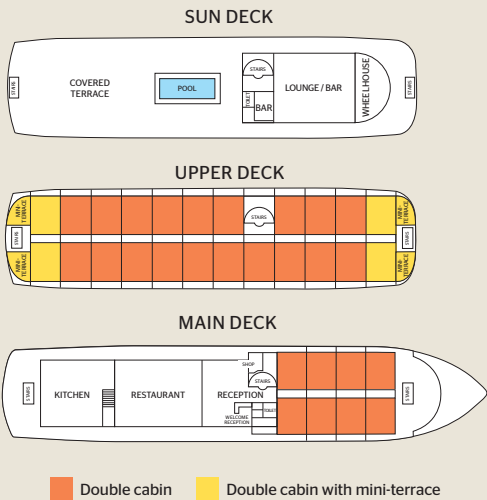 SUN DECK
STAIRS
COVERED
TERRACE
POOL
STAIRS
TOILET
BAR
LOUNGE / BAR
WHEELHOUSE
STAIRS
UPPER DECK
MINI-
TERRACE
STAIRS
MINI-
TERRACE
STAIRS
MINI-
TERRACE
STAIRS
MINI-
TERRACE
MAIN DECK
STAIRS
KITCHEN
RESTAURANT
RECEPTION
SHOP
STAIRS
TOILET
WELCOME
RECEPTION
STAIRS
Double cabin
Double cabin with mini-terrace